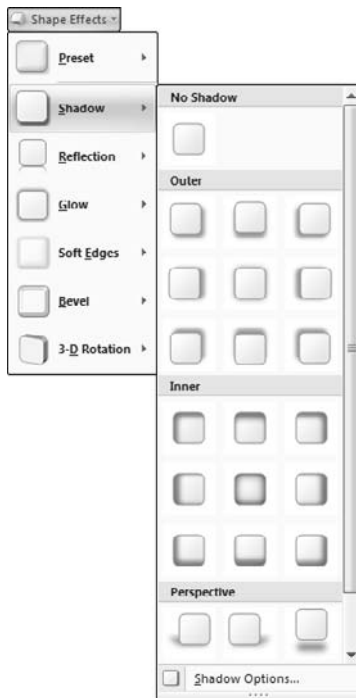 Shape Effects
Preset
Shadow
Reflection
Glow
Soft Edges
Bevel
3-D Rotation
No Shadow
Outer
Inner
Perspective
Shadow Options...